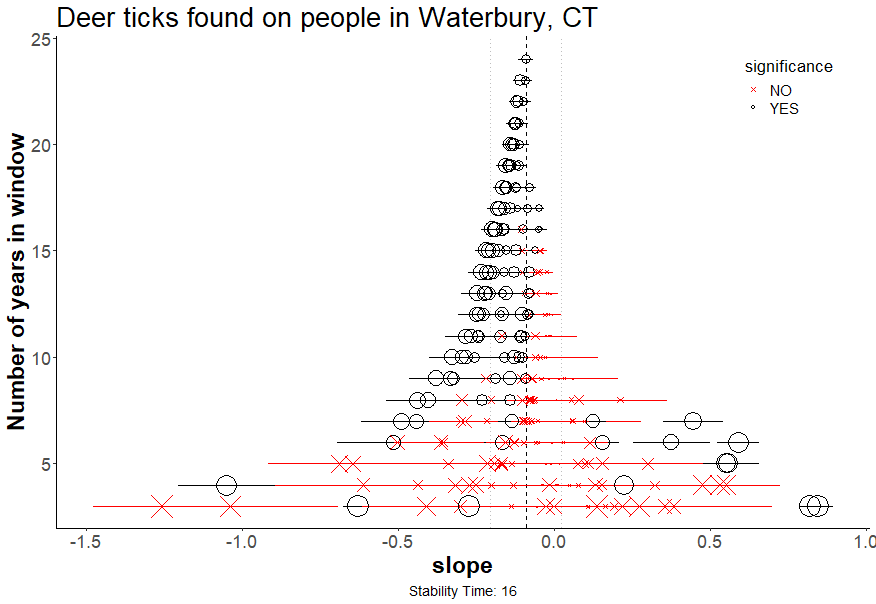 Deer ticks found on people in Waterbury, CT
25
20
15
10
5
Number of years in window
significance
NO
YES
-1.5 -1.0 -0.5 0.0 0.5 1.0
slope
Stability Time: 16